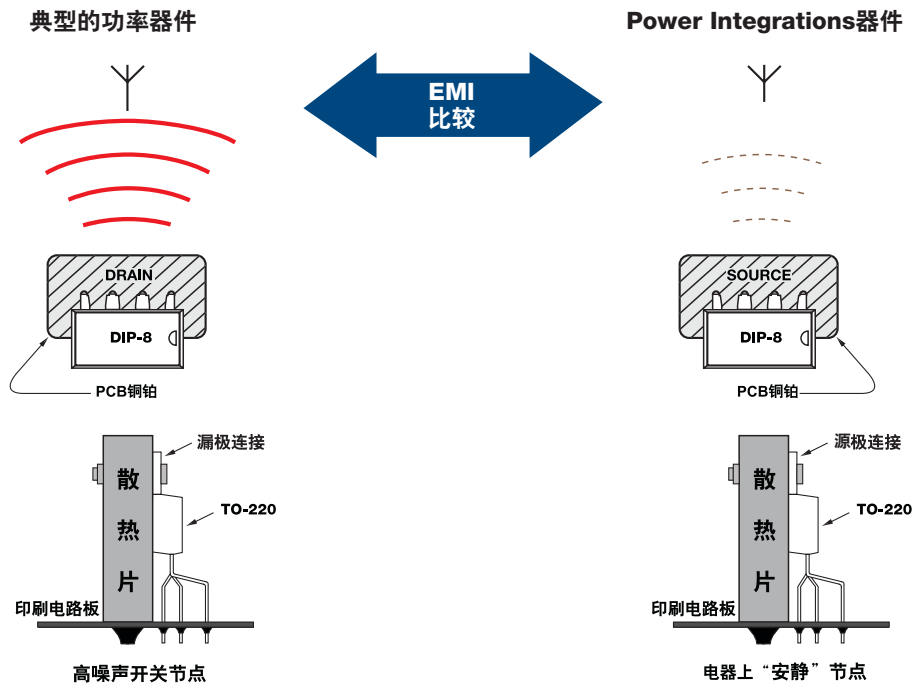 典型的功率器件
Power Integrations器件
EMI
比较
DRAIN
DIP-8
PCB铜铂
SOURCE
DIP-8
PCB铜铂
漏极连接
散
热
片
TO-220
印刷电路板
高噪声开关节点
源极连接
散
热
片
TO-220
印刷电路板
电器上“安静”节点